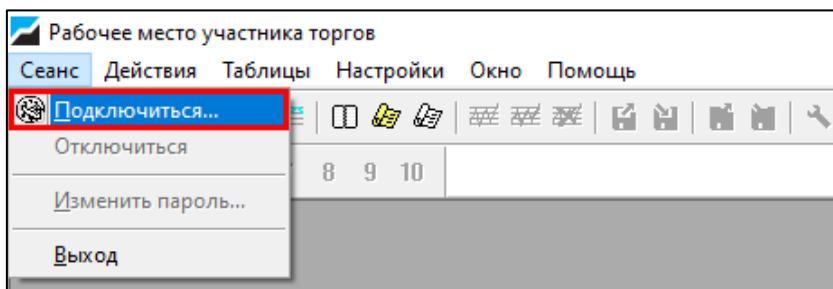 Рабочее место участника торгов
Сеанс Действия Таблицы Настройки Окно Помощь
Подключиться...
Отключиться
8 9 10
Изменить пароль...
Выход